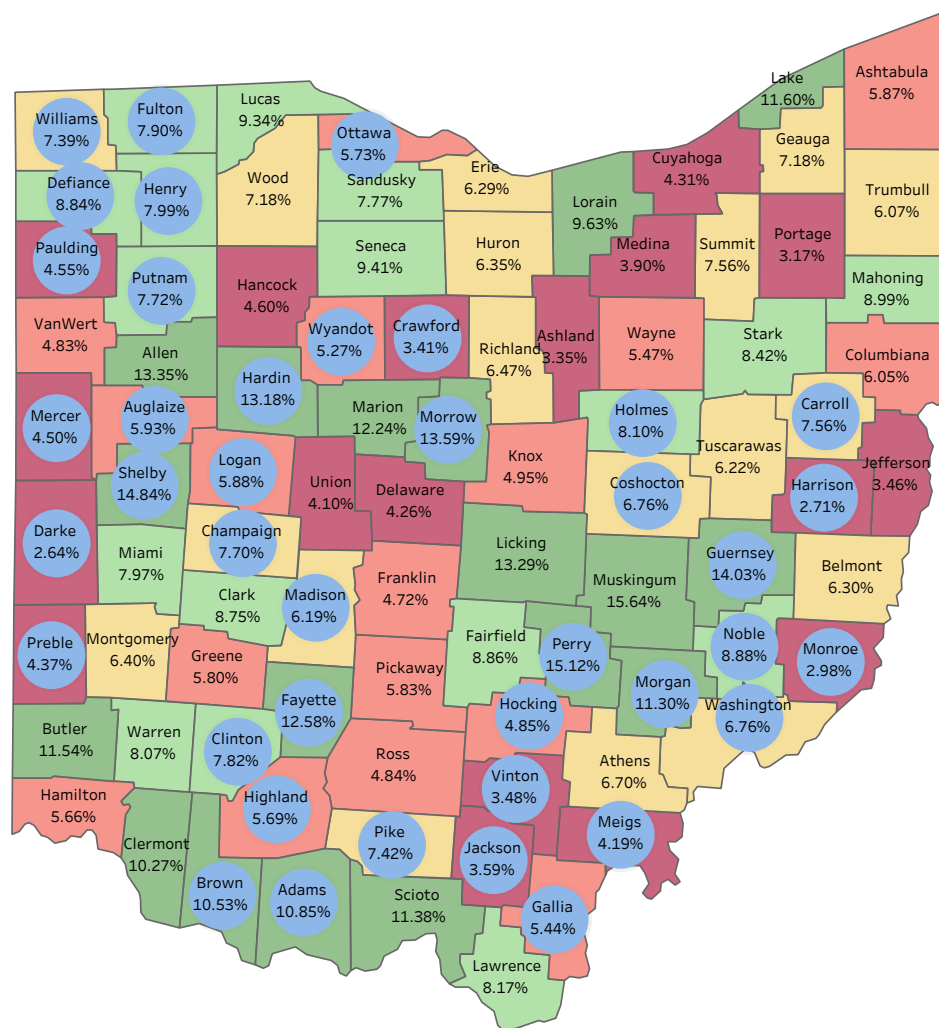 Lake
11.60%
Ashtabula
5.87%
Williams
7.39%
Fulton
7.90%
Lucas
9.34%
Ottawa
5.73%
Geauga
7.18%
Cuyahoga
4.31%
Erie
6.29%
Wood
7.18%
Sandusky
7.77%
Defiance
8.84%
Henry
7.99%
Trumbull
6.07%
Lorain
9.63%
Paulding
4.55%
Seneca
9.41%
Huron
6.35%
Medina
3.90%
Summit
7.56%
Portage
3.17%
Putnam
7.72%
Hancock
4.60%
Mahoning
8.99%
VanWert
4.83%
Wyandot
5.27%
Crawford
3.41%
Richland
6.47%
Ashland
3.35%
Wayne
5.47%
Stark
8.42%
Columbiana
6.05%
Allen
13.35%
Hardin
13.18%
Mercer
4.50%
Auglaize
5.93%
Marion
12.24%
Morrow
13.59%
Holmes
8.10%
Carroll
7.56%
Tuscarawas
6.22%
Shelby
14.84%
Logan
5.88%
Union
4.10%
Delaware
4.26%
Knox
4.95%
Coshocton
6.76%
Harrison
2.71%
Jefferson
3.46%
Darke
2.64%
Champaign
7.70%
Licking
13.29%
Guernsey
14.03%
Belmont
6.30%
Miami
7.97%
Franklin
4.72%
Muskingum
15.64%
Clark
8.75%
Madison
6.19%
Preble
4.37%
Montgomery
6.40%
Greene
5.80%
Pickaway
5.83%
Fairfield
8.86%
Perry
15.12%
Noble
8.88%
Monroe
2.98%
Morgan
11.30%
Fayette
12.58%
Hocking
4.85%
Washington
6.76%
Butler
11.54%
Warren
8.07%
Clinton
7.82%
Ross
4.84%
Athens
6.70%
Vinton
3.48%
Hamilton
5.66%
Highland
5.69%
Pike
7.42%
Meigs
4.19%
Clermont
10.27%
Jackson
3.59%
Brown
10.53%
Adams
10.85%
Scioto
11.38%
Gallia
5.44%
Lawrence
8.17%